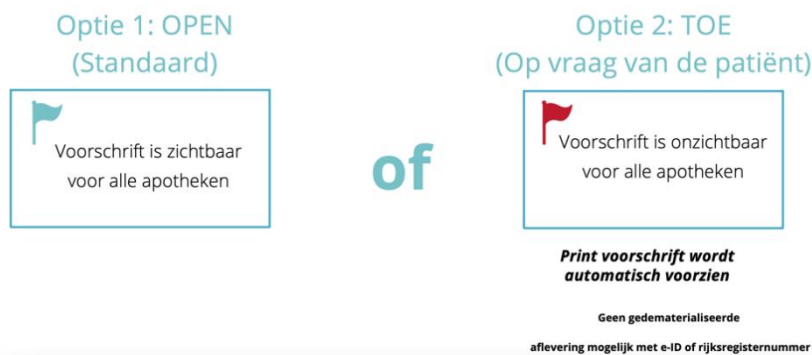 Optie 1: OPEN
(Standaard)
Voorschrift is zichtbaar
voor alle apotheken
of
Optie 2: TOE
(Op vraag van de patiënt)
Voorschrift is onzichtbaar
voor alle apotheken
Print voorschrift wordt
automatisch voorzien
Geen gedematerialiseerde
aflevering mogelijk met e-ID of rijksregisternummer